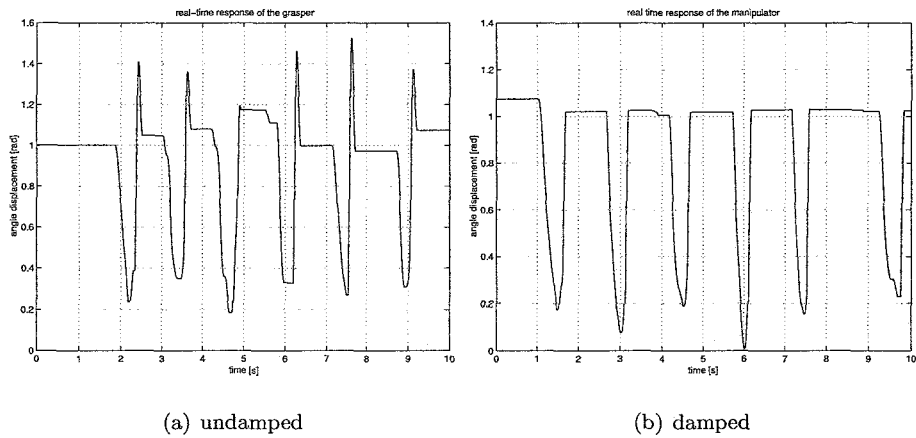 real-time response of the grasper
1.6
1.4
1.2
1
0.8
0.6
0.4
0.2
0
angle displacement [rad]
0 1 2 3 4 5 6 7 8 9 10
time [s]
(a) undamped
real time response of the manipulator
1.4
1.2
1
0.8
0.6
0.4
0.2
0
angle displacement [rad]
0 1 2 3 4 5 6 7 8 9 10
time [s]
(b) damped